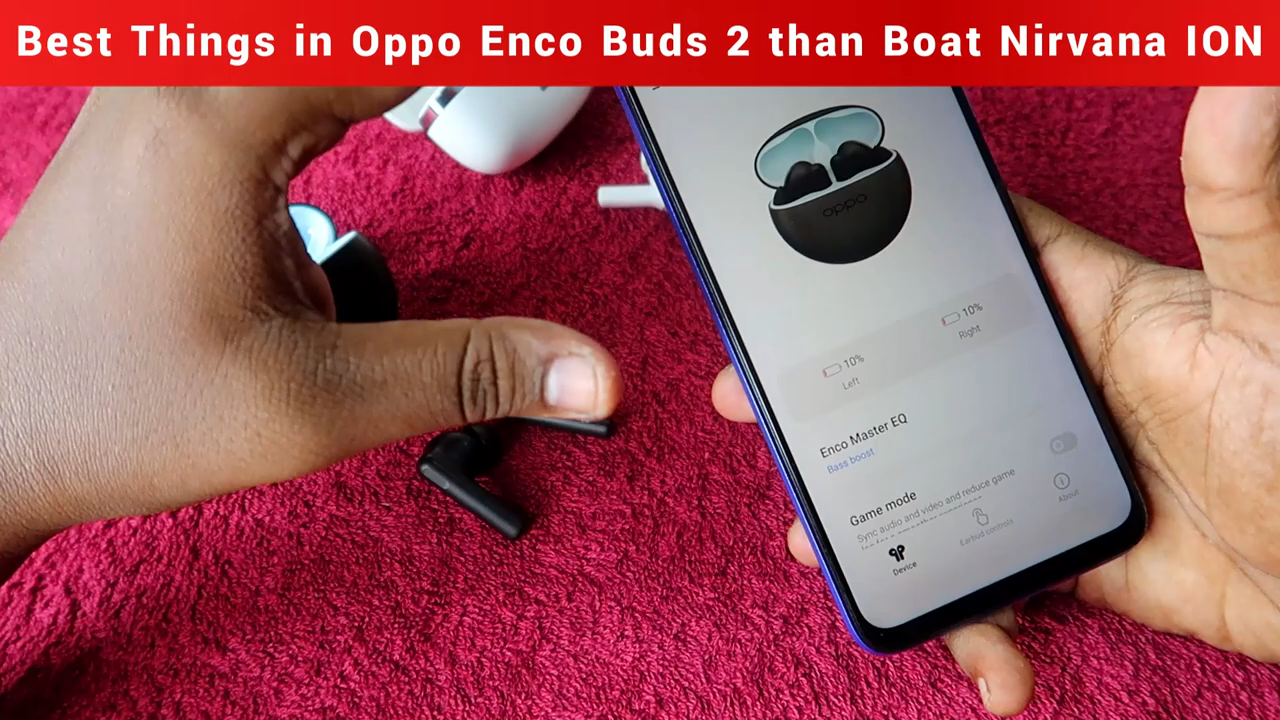 Best Things in Oppo Enco Buds 2 than Boat Nirvana ION
oppo
10%
Left
10%
Right
Enco Master EQ
Bass boost
Game mode
Sync audio and video and reduce game
Device
Earbud controls
About